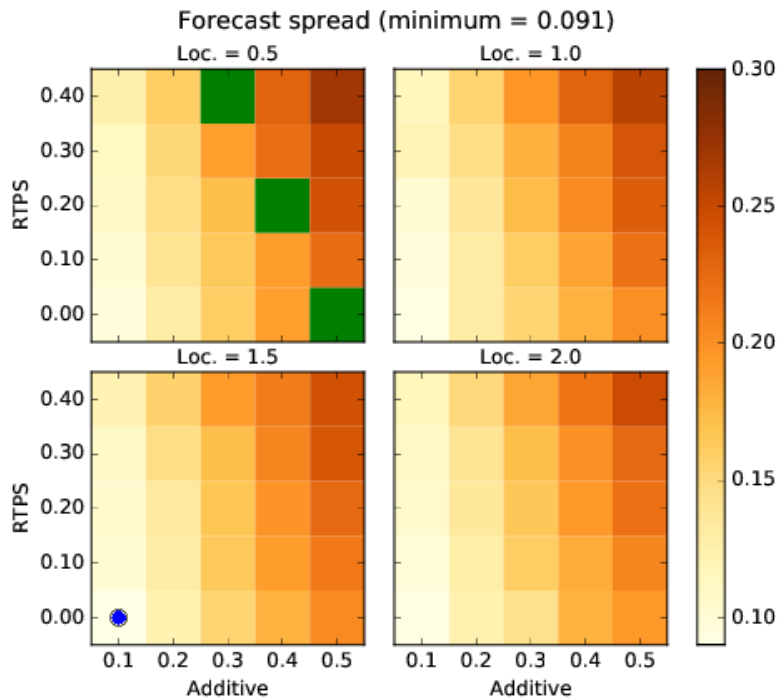 Forecast spread (minimum = 0.091)
Loc. = 0.5
Loc. = 1.0
0.40
0.30
0.20
0.10
0.00
RTPS
Loc. = 1.5
Loc. = 2.0
0.40
0.30
0.20
0.10
0.00
RTPS
0.1 0.2 0.3 0.4 0.5
0.1 0.2 0.3 0.4 0.5
Additive
Additive
0.30
0.25
0.20
0.15
0.10